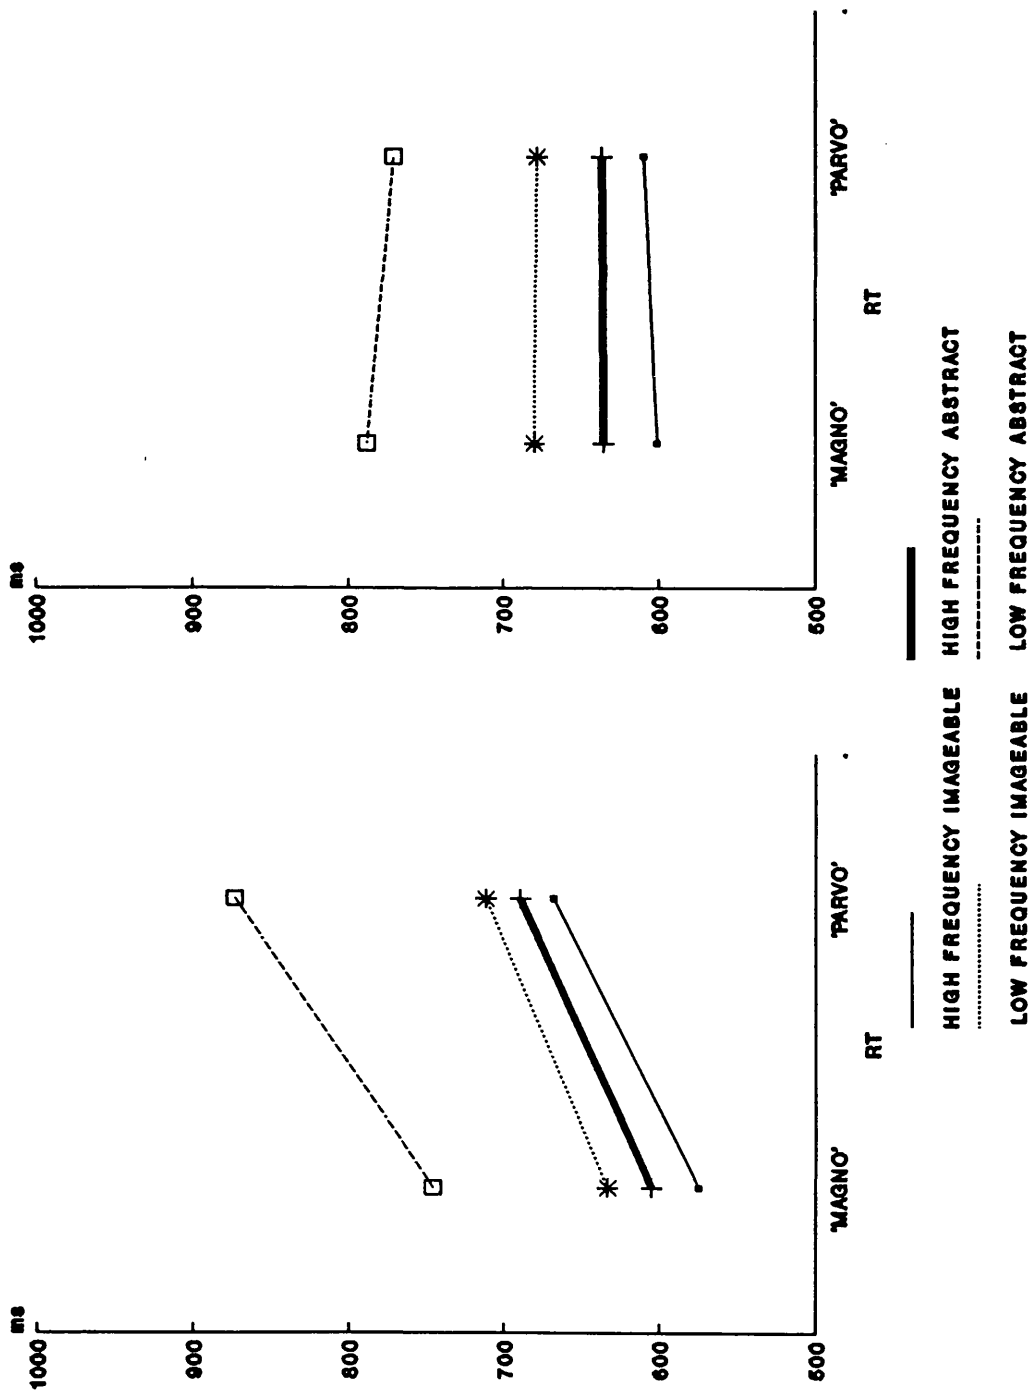 ms
1000
900
800
700
600
500
'MAGNO'
'PARVO'
RT
ms
1000
900
800
700
600
500
'MAGNO'
'PARVO'
RT
HIGH FREQUENCY IMAGEABLE
HIGH FREQUENCY ABSTRACT
LOW FREQUENCY IMAGEABLE
LOW FREQUENCY ABSTRACT